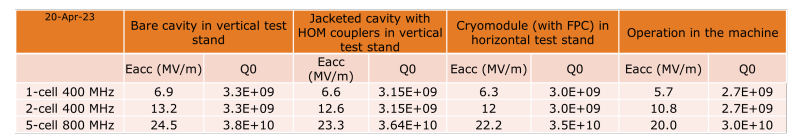 20-Apr-23 Bare cavity in vertical test stand Jacketed cavity with HOM couplers in vertical test stand Cryomodule (with FPC) in horizontal test stand Operation in the machine
Eacc (MV/m) Q0 Eacc (MV/m) Q0 Eacc (MV/m) Q0 Eacc (MV/m) Q0
1-cell 400 MHz 6.9 3.3E+09 6.6 3.15E+09 6.3 3.0E+09 5.7 2.7E+09
2-cell 400 MHz 13.2 3.3E+09 12.6 3.15E+09 12 3.0E+09 10.8 2.7E+09
5-cell 800 MHz 24.5 3.8E+10 23.3 3.64E+10 22.2 3.5E+10 20.0 3.0E+10